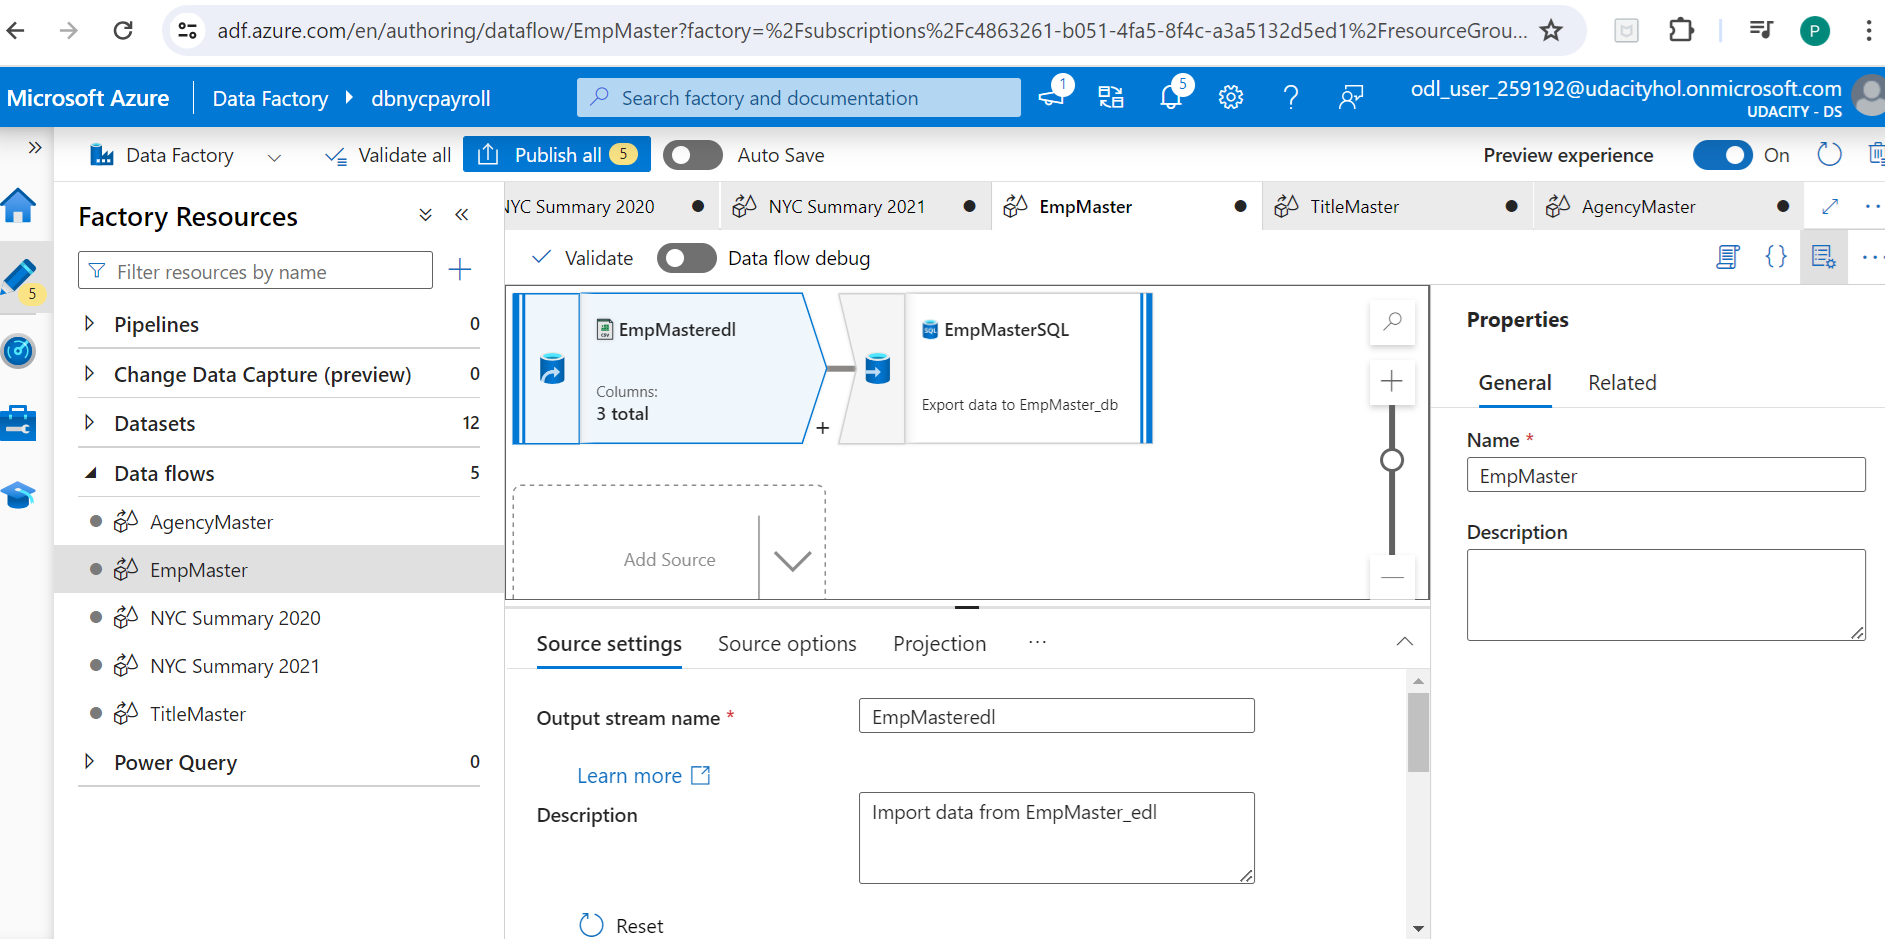 adf.azure.com/en/authoring/dataflow/EmpMaster?factory=%2Fsubscriptions%2Fc4863261-b051-4fa5-8f4c-a3a5132d5ed1%2FresourceGrou...
P
Microsoft Azure
Data Factory
dbnycpayroll
Search factory and documentation
1
5
odl_user_259192@udacityhol.onmicrosoft.com
UDACITY - DS
Data Factory
Validate all
Publish all
5
Auto Save
Preview experience
On
5
Factory Resources
Filter resources by name
Pipelines
0
Change Data Capture (preview)
0
Datasets
12
Data flows
5
AgencyMaster
EmpMaster
NYC Summary 2020
NYC Summary 2021
TitleMaster
Power Query
0
NYC Summary 2020
NYC Summary 2021
EmpMaster
TitleMaster
AgencyMaster
Validate
Data flow debug
{}
EmpMasteredl
Columns:
3 total
+
SQL
EmpMasterSQL
Export data to EmpMaster_db
Add Source
Source settings
Source options
Projection
Output stream name *
EmpMasteredl
Learn more
Description
Import data from EmpMaster_edl
Reset
Properties
General
Related
Name *
EmpMaster
Description